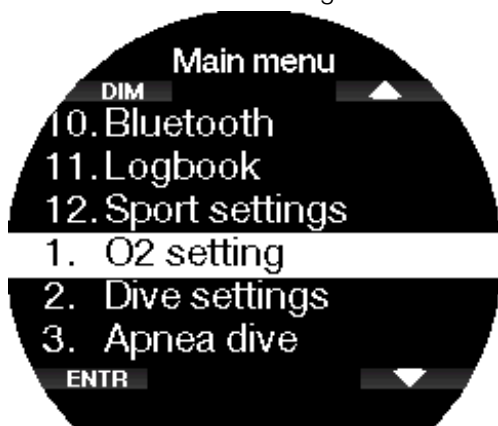 Main menu
DIM
10. Bluetooth
11. Logbook
12. Sport settings
1. O2 setting
2. Dive settings
3. Apnea dive
ENTR